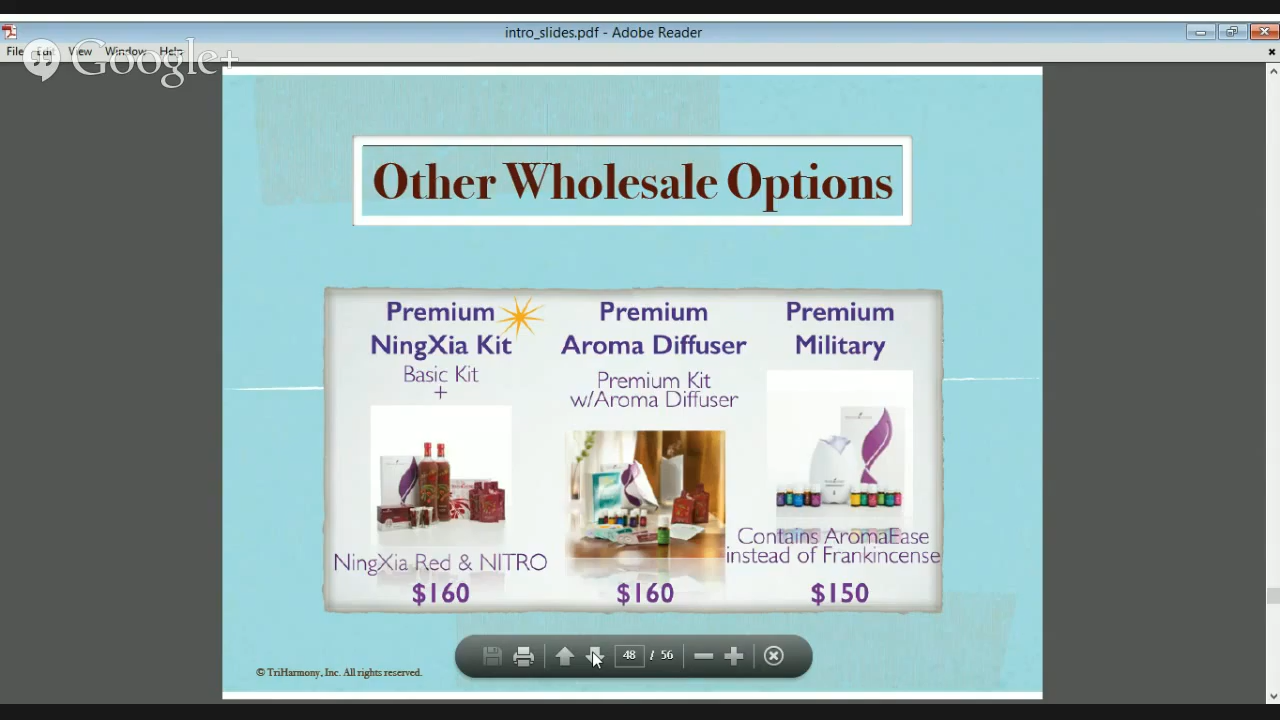 intro_slides.pdf - Adobe Reader
File Edit View Window Help
Google+
Other Wholesale Options
Premium
NingXia Kit
Basic Kit
+
NingXia Red & NITRO
$160
Premium
Aroma Diffuser
Premium Kit
w/Aroma Diffuser
$160
Premium
Military
Contains AromaEase
instead of Frankincense
$150
48 / 56
© TriHarmony, Inc. All rights reserved.